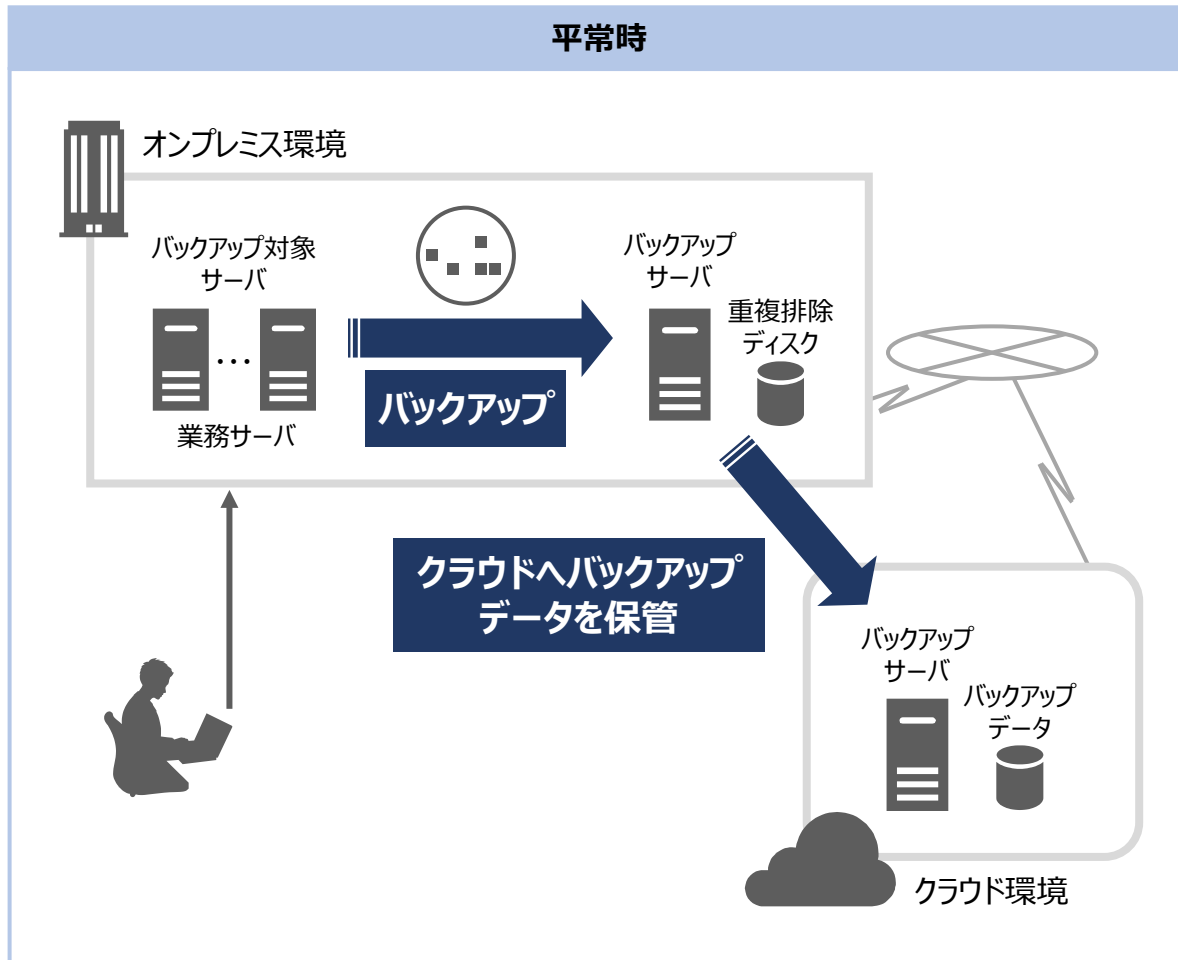 平常時
オンプレミス環境
バックアップ対象
サーバ
…
業務サーバ
バックアップ
バックアップ
サーバ
重複排除
ディスク
クラウドへバックアップ
データを保管
バックアップ
サーバ
バックアップ
データ
クラウド環境